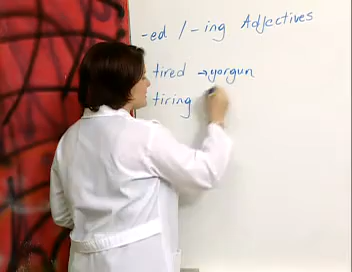 -ed / -ing Adjectives
tired → yorgun
tiring